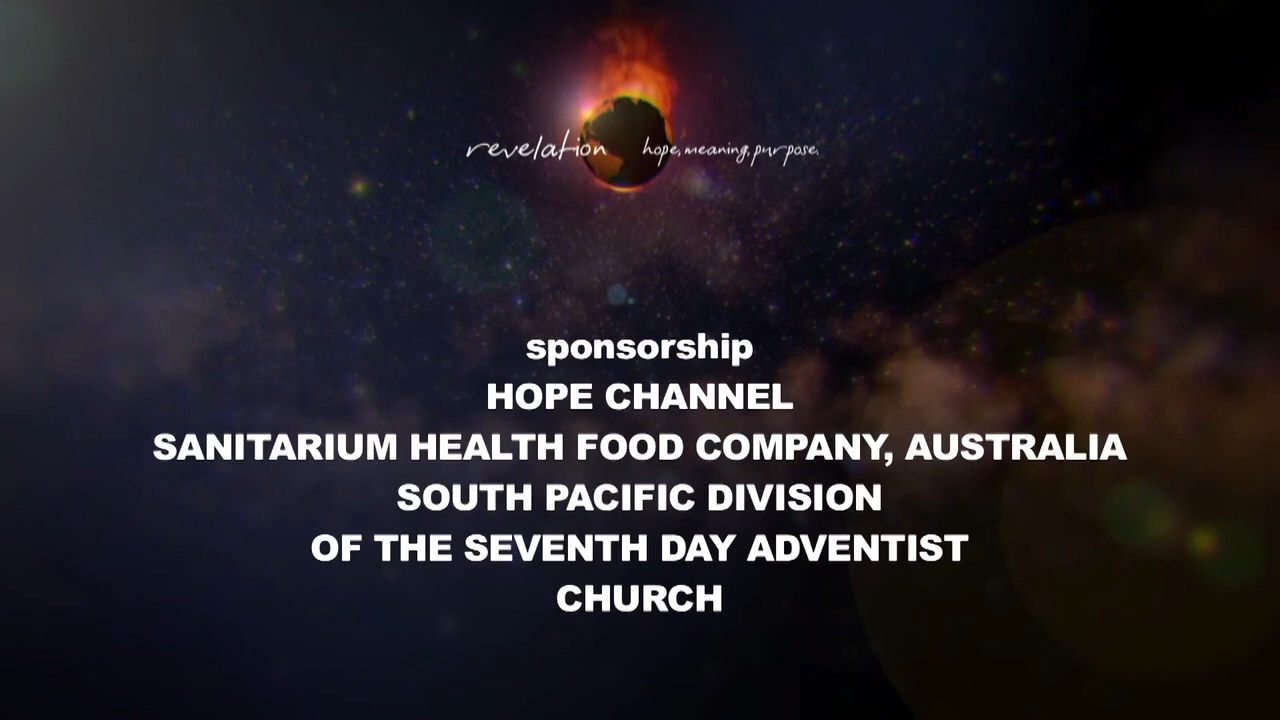 revelation hope, meaning, purpose.
sponsorship
HOPE CHANNEL
SANITARIUM HEALTH FOOD COMPANY, AUSTRALIA
SOUTH PACIFIC DIVISION
OF THE SEVENTH DAY ADVENTIST
CHURCH